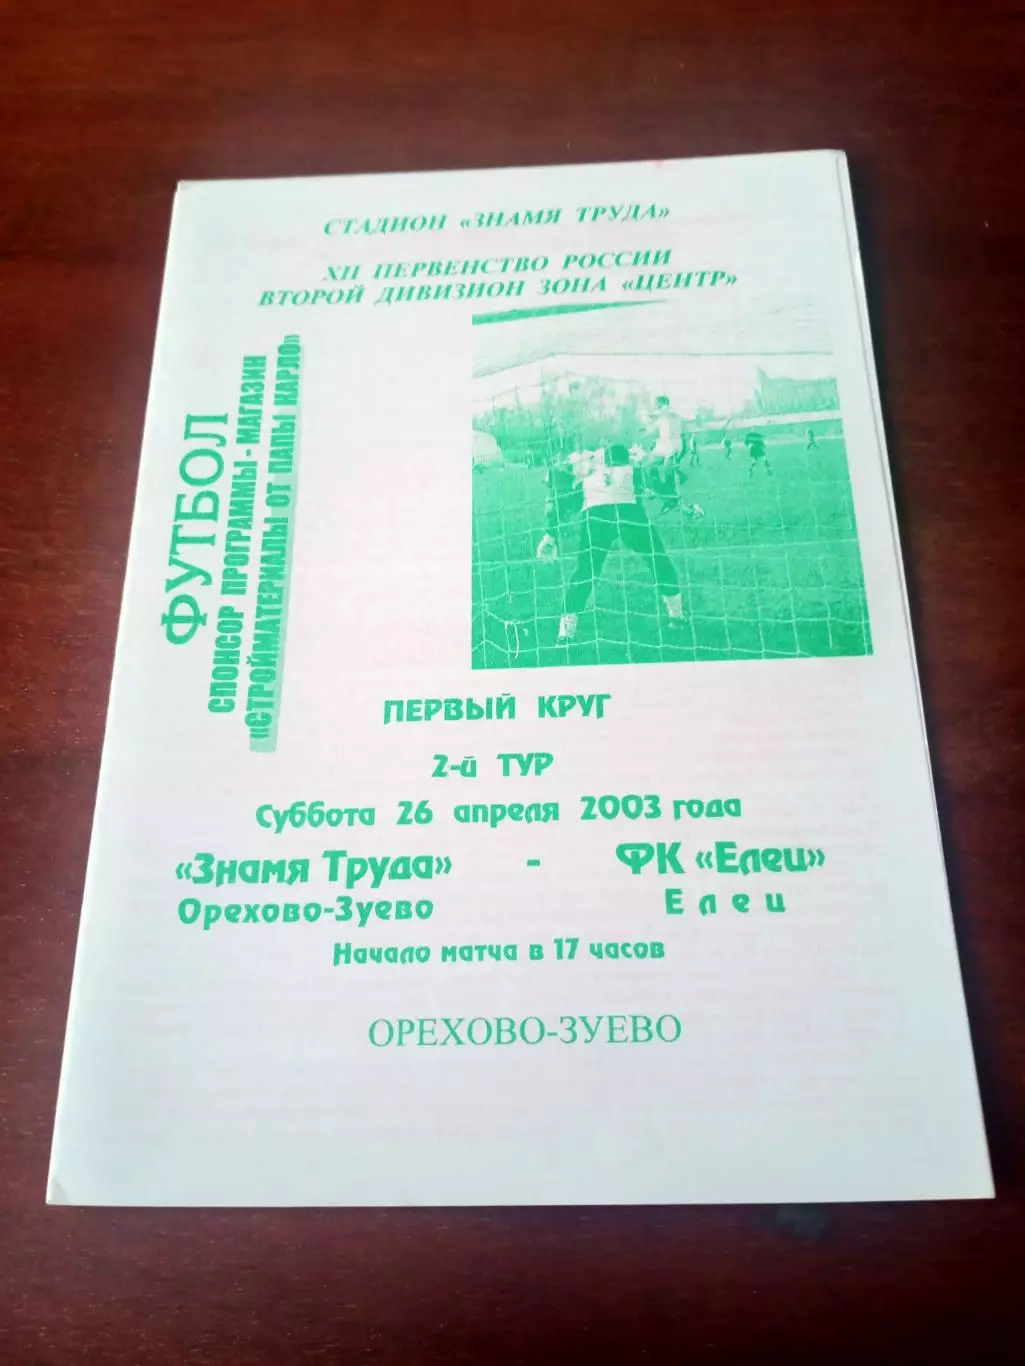 СТАДИОН «ЗНАМЯ ТРУДА»
XII ПЕРВЕНСТВО РОССИИ
ВТОРОЙ ДИВИЗИОН ЗОНА «ЦЕНТР»
ФУТБОЛ
СПОНСОР ПРОГРАММЫ - МАГАЗИН
«СТРОЙМАТЕРИАЛЫ ОТ ПАПЫ КАРЛО»
ПЕРВЫЙ КРУГ
2-й ТУР
Суббота 26 апреля 2003 года
«Знамя Труда» - ФК «Елец»
Орехово-Зуево Елец
Начало матча в 17 часов
ОРЕХОВО-ЗУЕВО